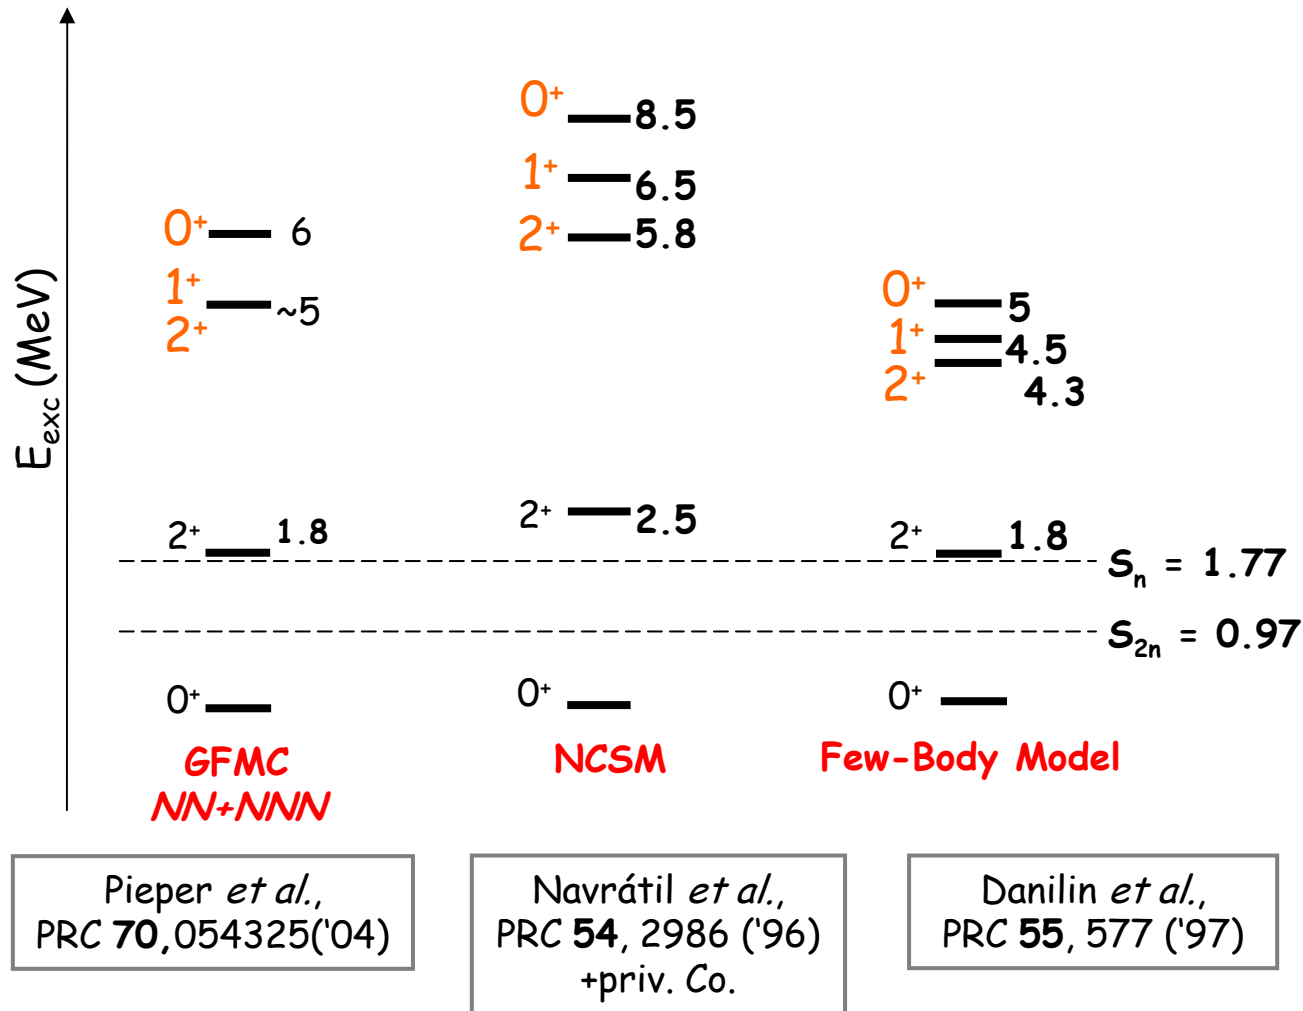 E_exc (MeV)
0⁺ 6
1⁺
2⁺ ~5
2⁺ 1.8
0⁺
GFMC
NN+NNN
Pieper et al.,
PRC 70,054325('04)
0⁺ 8.5
1⁺ 6.5
2⁺ 5.8
2⁺ 2.5
0⁺
NCSM
Navrátil et al.,
PRC 54, 2986 ('96)
+priv. Co.
0⁺ 5
1⁺ 4.5
2⁺ 4.3
2⁺ 1.8
0⁺
Few-Body Model
Danilin et al.,
PRC 55, 577 ('97)
S_n = 1.77
S_2n = 0.97